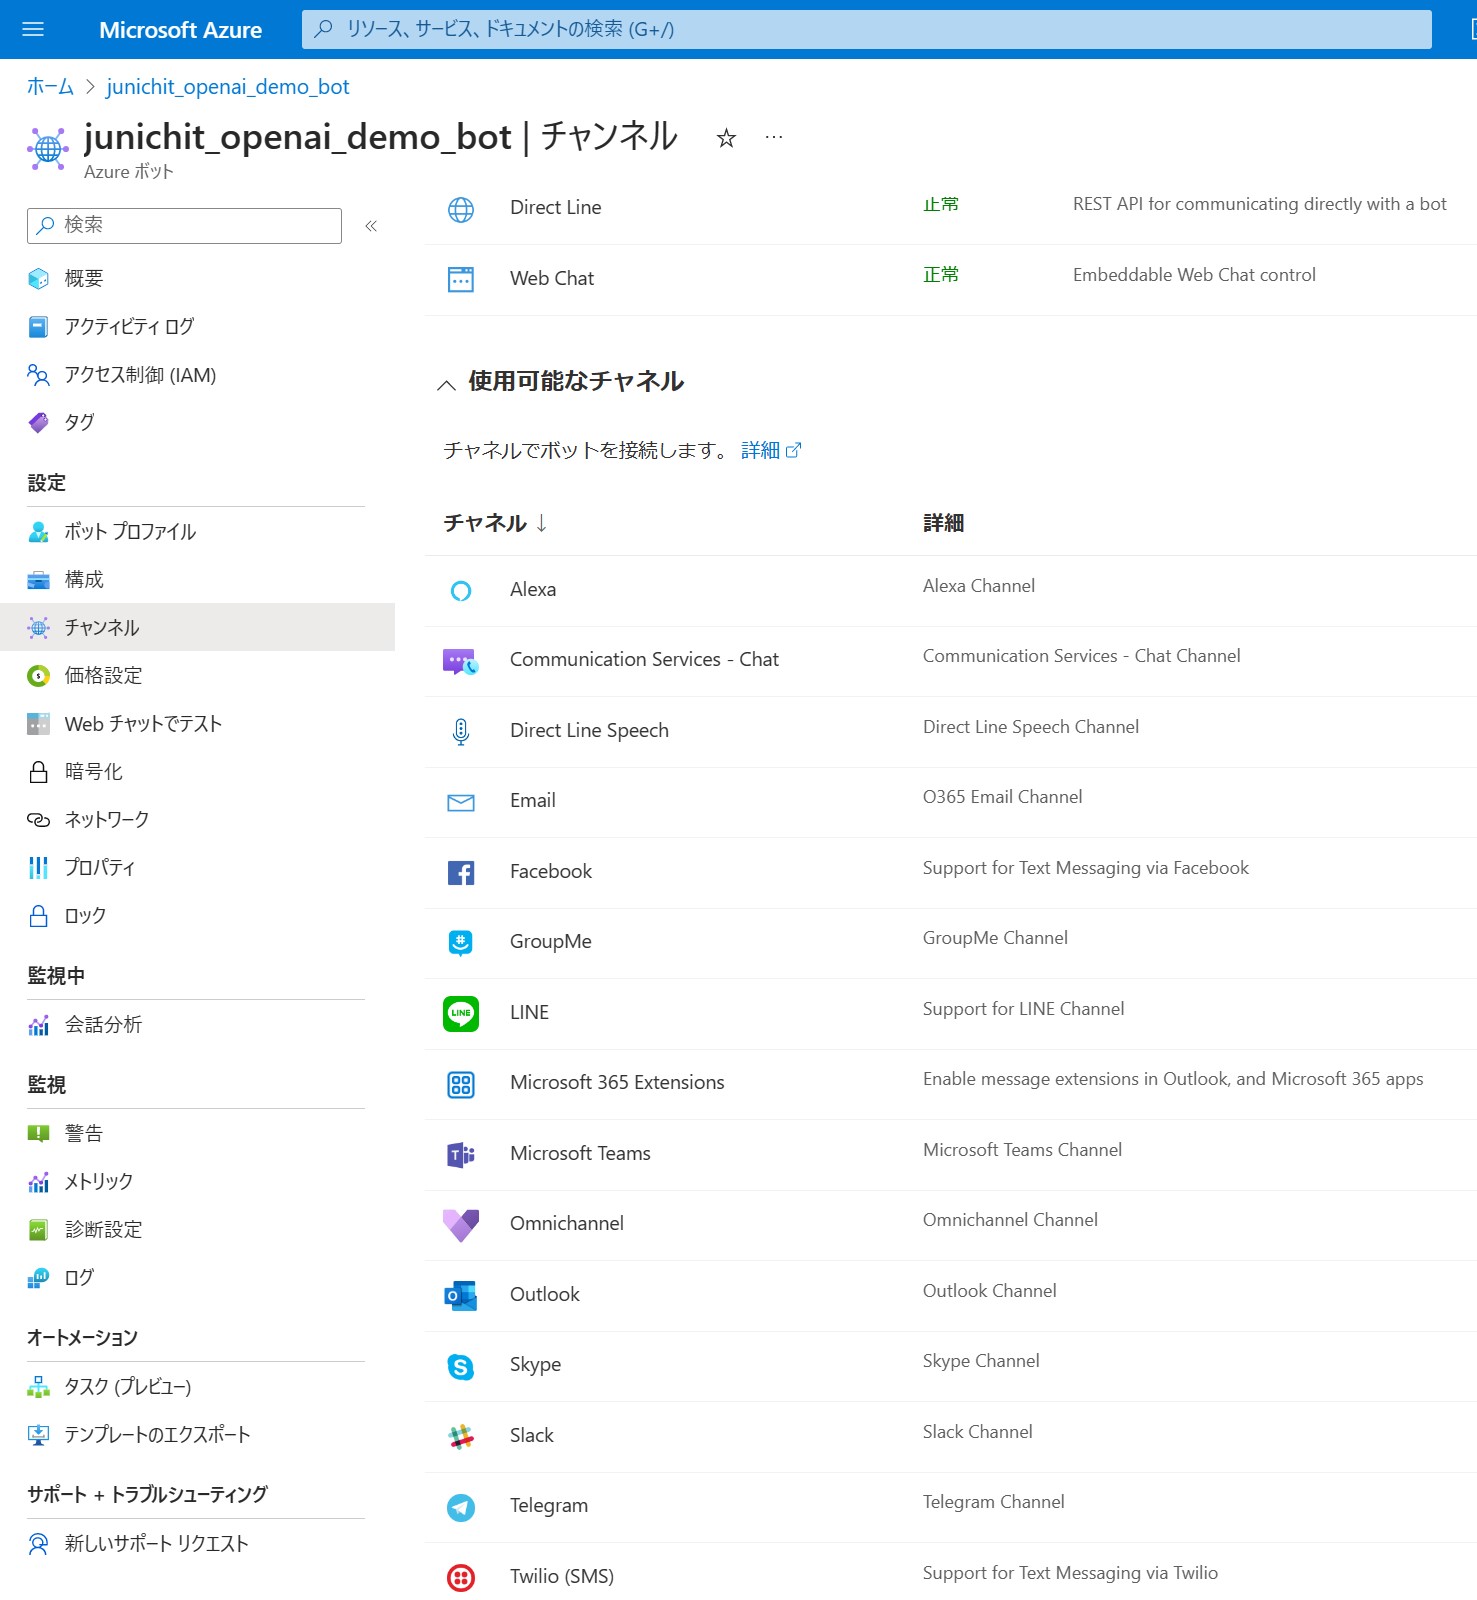 Microsoft Azure
リソース、サービス、ドキュメントの検索 (G+/)
ホーム > junichit_openai_demo_bot
junichit_openai_demo_bot | チャンネル ☆ …
Azure ボット
検索 «
概要
アクティビティ ログ
アクセス制御 (IAM)
タグ
設定
ボット プロファイル
構成
チャンネル
価格設定
Web チャットでテスト
暗号化
ネットワーク
プロパティ
ロック
監視中
会話分析
監視
警告
メトリック
診断設定
ログ
オートメーション
タスク (プレビュー)
テンプレートのエクスポート
サポート + トラブルシューティング
新しいサポート リクエスト
Direct Line 正常 REST API for communicating directly with a bot
Web Chat 正常 Embeddable Web Chat control
使用可能なチャネル
チャネルでボットを接続します。 詳細
チャネル ↓ 詳細
Alexa Alexa Channel
Communication Services - Chat Communication Services - Chat Channel
Direct Line Speech Direct Line Speech Channel
Email O365 Email Channel
Facebook Support for Text Messaging via Facebook
GroupMe GroupMe Channel
LINE LINE Support for LINE Channel
Microsoft 365 Extensions Enable message extensions in Outlook, and Microsoft 365 apps
Microsoft Teams Microsoft Teams Channel
Omnichannel Omnichannel Channel
Outlook Outlook Channel
Skype Skype Channel
Slack Slack Channel
Telegram Telegram Channel
Twilio (SMS) Support for Text Messaging via Twilio